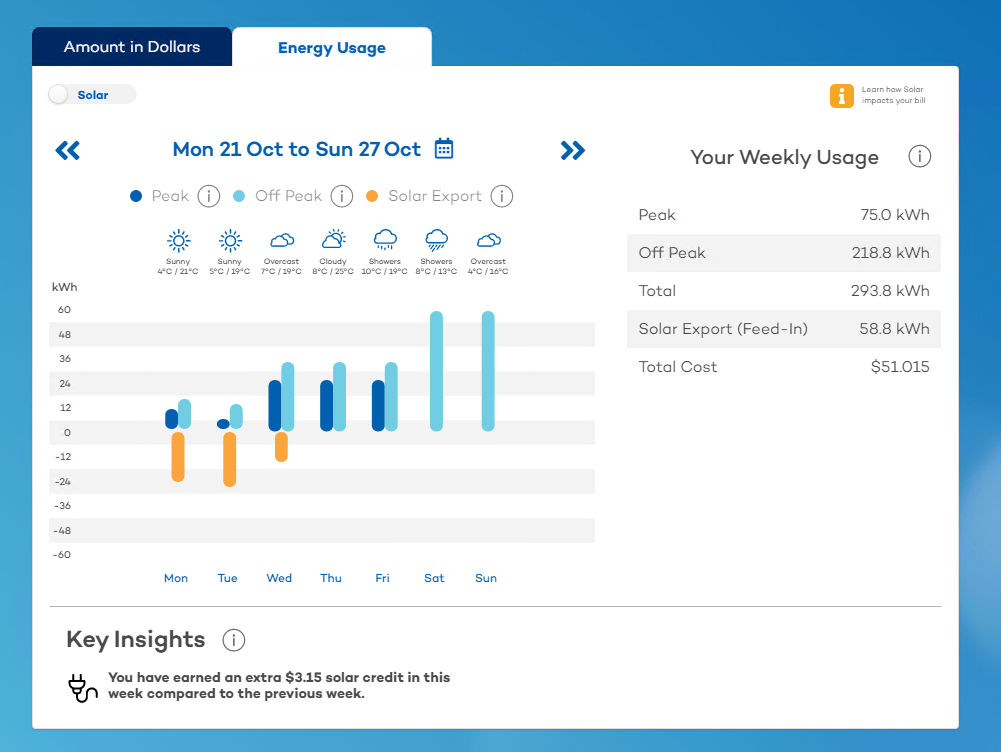 Amount in Dollars
Energy Usage
Solar
Learn how Solar
impacts your bill
Mon 21 Oct to Sun 27 Oct
Peak Off Peak Solar Export
Sunny Sunny Overcast Cloudy Showers Showers Overcast
4°C / 21°C 5°C / 19°C 7°C / 19°C 8°C / 25°C 10°C / 19°C 8°C / 13°C 4°C / 16°C
kWh
60
48
36
24
12
0
-12
-24
-36
-48
-60
Mon Tue Wed Thu Fri Sat Sun
Your Weekly Usage
Peak 75.0 kWh
Off Peak 218.8 kWh
Total 293.8 kWh
Solar Export (Feed-In) 58.8 kWh
Total Cost $51.015
Key Insights
You have earned an extra $3.15 solar credit in this
week compared to the previous week.